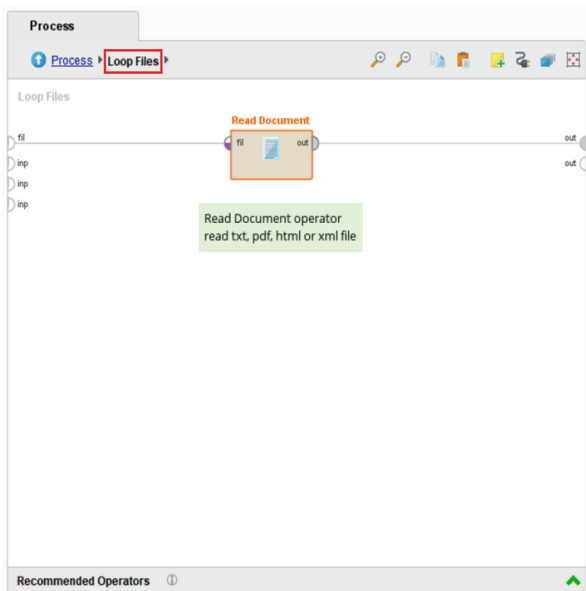 Process
Process Loop Files
Loop Files
Read Document
fil
fil
out
out
inp
out
inp
inp
Read Document operator
read txt, pdf, html or xml file
Recommended Operators